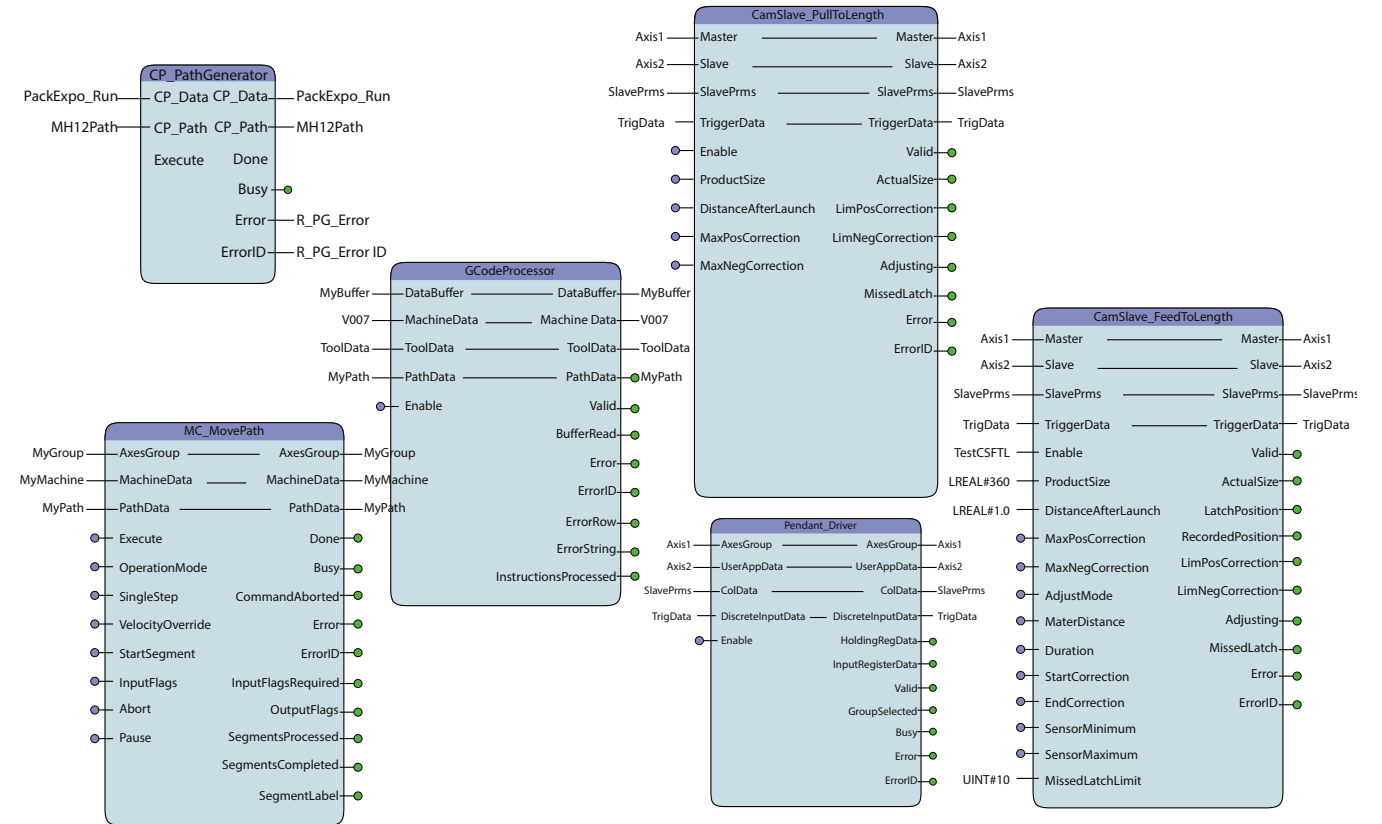 CP_PathGenerator
PackExpo_Run CP_Data CP_Data PackExpo_Run
MH12Path CP_Path CP_Path MH12Path
Execute Done
Busy
Error R_PG_Error
ErrorID R_PG_Error ID
CamSlave_PullToLength
Axis1 Master Master Axis1
Axis2 Slave Slave Axis2
SlavePrms SlavePrms SlavePrms SlavePrms
TrigData TriggerData TriggerData TrigData
Enable Valid
ProductSize ActualSize
DistanceAfterLaunch LimPosCorrection
MaxPosCorrection LimNegCorrection
MaxNegCorrection Adjusting
MissedLatch
Error
ErrorID
GCodeProcessor
MyBuffer DataBuffer DataBuffer MyBuffer
V007 MachineData Machine Data V007
ToolData ToolData ToolData ToolData
MyPath PathData PathData MyPath
Enable Valid
BufferRead
Error
ErrorID
ErrorRow
ErrorString
InstructionsProcessed
MC_MovePath
MyGroup AxesGroup AxesGroup MyGroup
MyMachine MachineData MachineData MyMachine
MyPath PathData PathData MyPath
Execute Done
OperationMode Busy
SingleStep CommandAborted
VelocityOverride Error
StartSegment ErrorID
InputFlags InputFlagsRequired
Abort OutputFlags
Pause SegmentsProcessed
SegmentsCompleted
SegmentLabel
Pendant_Driver
Axis1 AxesGroup AxesGroup Axis1
Axis2 UserAppData UserAppData Axis2
SlavePrms ColData ColData SlavePrms
TrigData DiscreteInputData DiscreteInputData TrigData
Enable HoldingRegData
InputRegisterData
Valid
GroupSelected
Busy
Error
ErrorID
CamSlave_FeedToLength
Axis1 Master Master Axis1
Axis2 Slave Slave Axis2
SlavePrms SlavePrms SlavePrms SlavePrms
TrigData TriggerData TriggerData TrigData
TestCSFTL Enable Valid
LREAL#360 ProductSize ActualSize
LREAL#1.0 DistanceAfterLaunch LatchPosition
MaxPosCorrection RecordedPosition
MaxNegCorrection LimPosCorrection
AdjustMode LimNegCorrection
MaterDistance Adjusting
Duration MissedLatch
StartCorrection Error
EndCorrection ErrorID
SensorMinimum
SensorMaximum
UINT#10 MissedLatchLimit